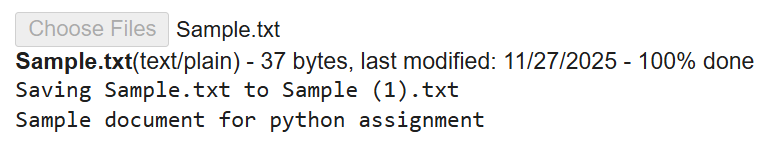 Choose Files Sample.txt
Sample.txt(text/plain) - 37 bytes, last modified: 11/27/2025 - 100% done
Saving Sample.txt to Sample (1).txt
Sample document for python assignment